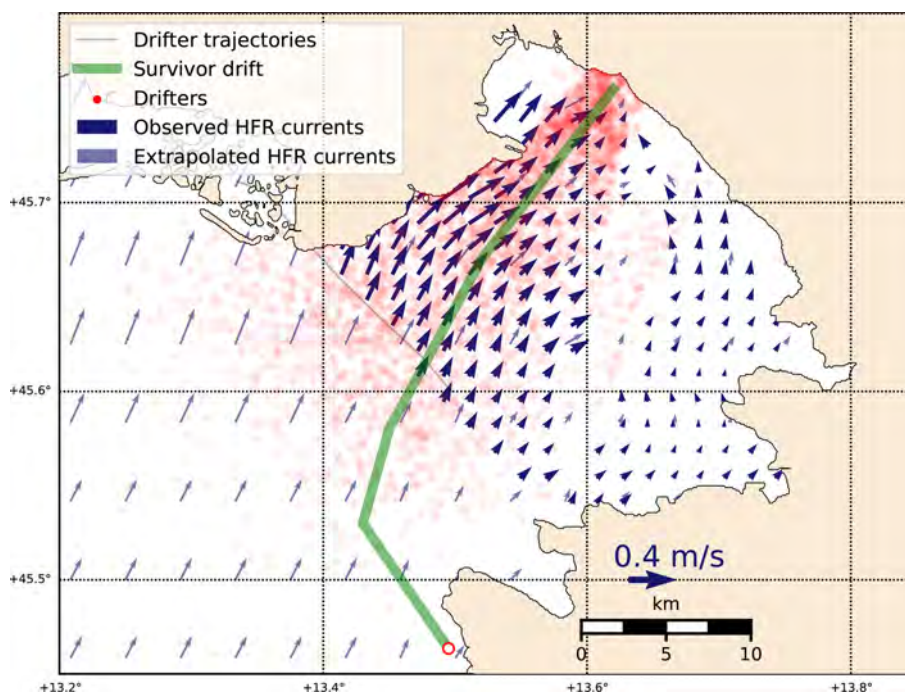 Drifter trajectories
Survivor drift
Drifters
Observed HFR currents
Extrapolated HFR currents
+45.7°
+45.6°
+45.5°
0.4 m/s
km
0 5 10
+13.2° +13.4° +13.6° +13.8°